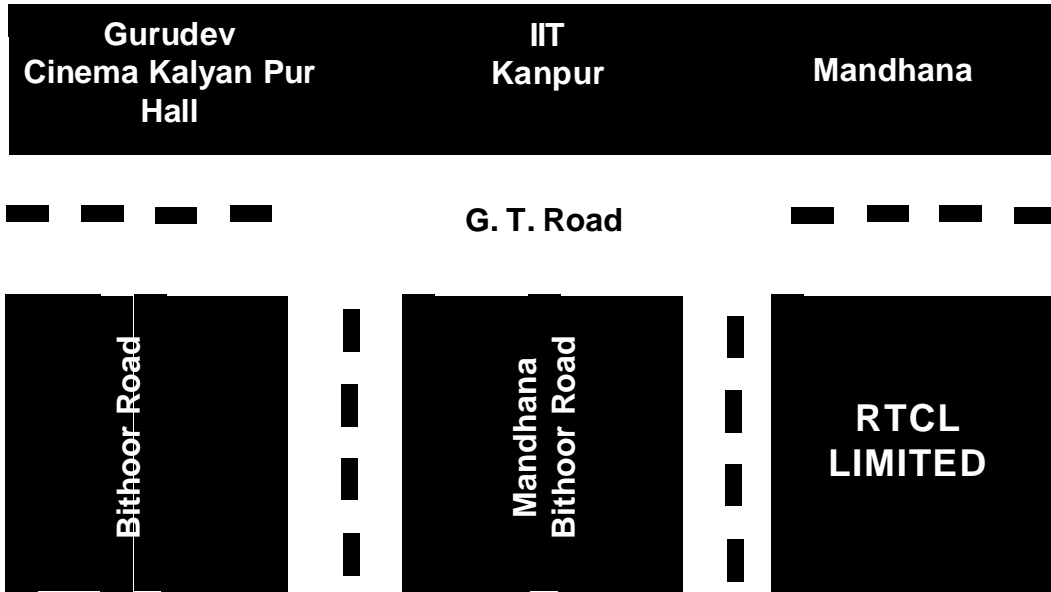 Gurudev
Cinema Kalyan Pur
Hall
IIT
Kanpur
Mandhana
G. T. Road
Bithoor Road
Mandhana
Bithoor Road
RTCL
LIMITED